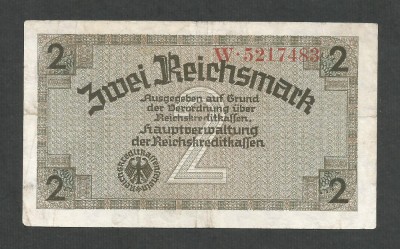 2 W·5217483 2
Zwei Reichsmark
Ausgegeben auf Grund
der Verordnung über
Reichskreditkassen.
Hauptverwaltung
der Reichskreditkassen
2
2 2